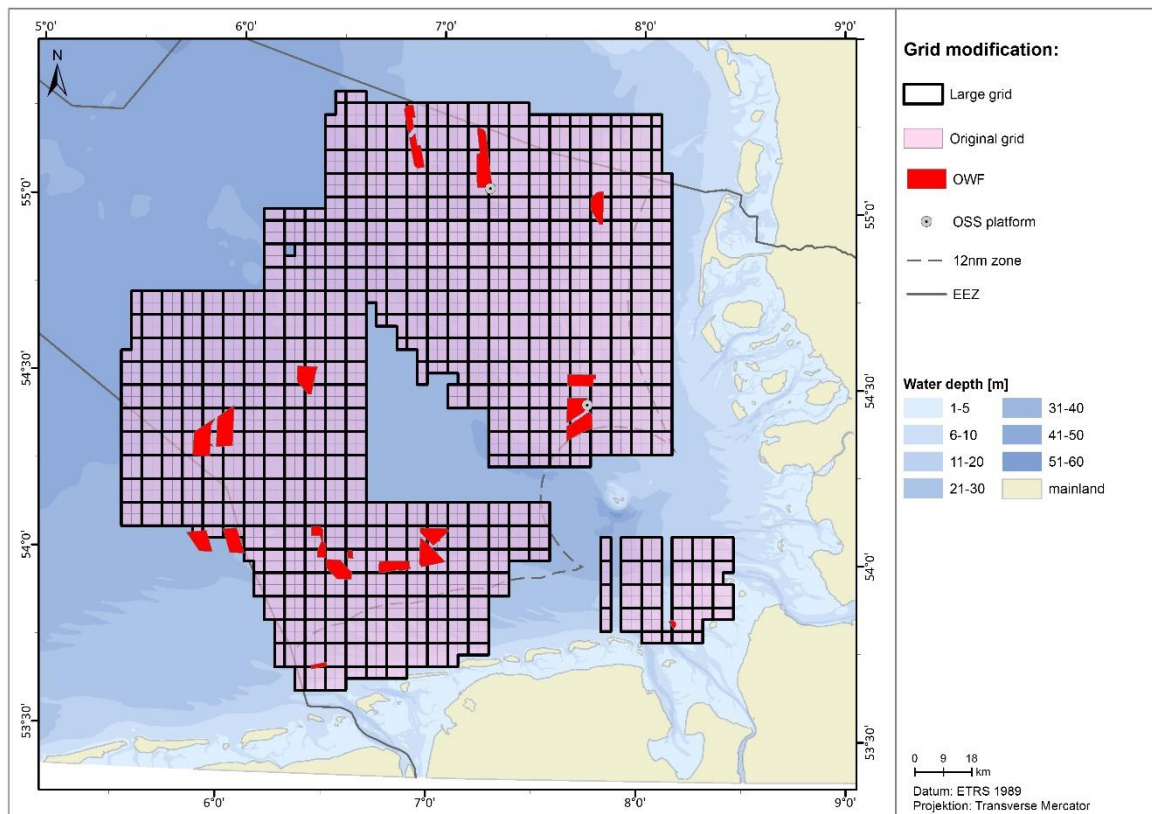 5°0' 6°0' 7°0' 8°0' 9°0'
N
55°0' 55°0'
54°30' 54°30'
54°0' 54°0'
53°30' 53°30'
6°0' 7°0' 8°0' 9°0'
Grid modification:
Large grid
Original grid
OWF
OSS platform
12nm zone
EEZ
Water depth [m]
1-5 31-40
6-10 41-50
11-20 51-60
21-30 mainland
0 9 18
km
Datum: ETRS 1989
Projektion: Transverse Mercator